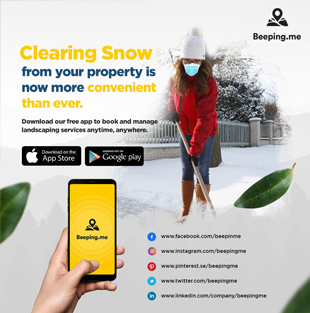 Beeping.me
Clearing Snow
from your property is
now more convenient
than ever.
Download our free app to book and manage
landscaping services anytime, anywhere.
Download on the
App Store
ANDROID APP ON
Google play
Beeping.me
www.facebook.com/beepinme
www.instagram.com/beepingme
www.pinterest.se/beepingme
www.twitter.com/beepingme
www.linkedin.com/company/beepingme